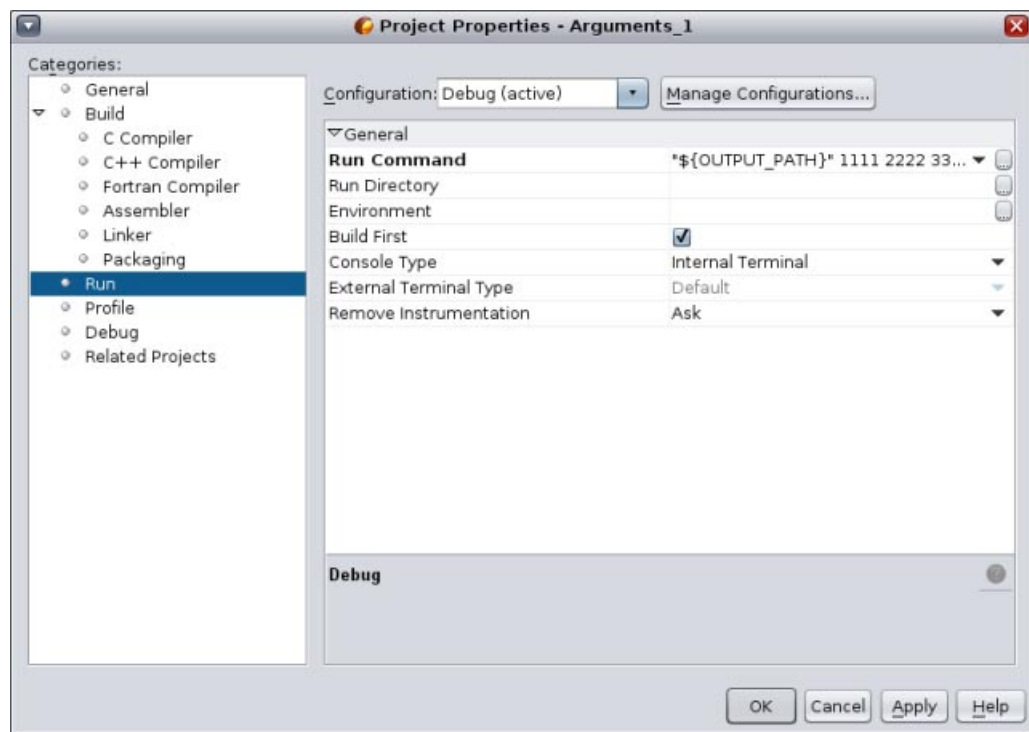 Project Properties - Arguments_1
Categories:
General
Build
C Compiler
C++ Compiler
Fortran Compiler
Assembler
Linker
Packaging
Run
Profile
Debug
Related Projects
Configuration: Debug (active) Manage Configurations...
General
Run Command "${OUTPUT_PATH}" 1111 2222 33...
Run Directory
Environment
Build First
Console Type Internal Terminal
External Terminal Type Default
Remove Instrumentation Ask
Debug
OK Cancel Apply Help